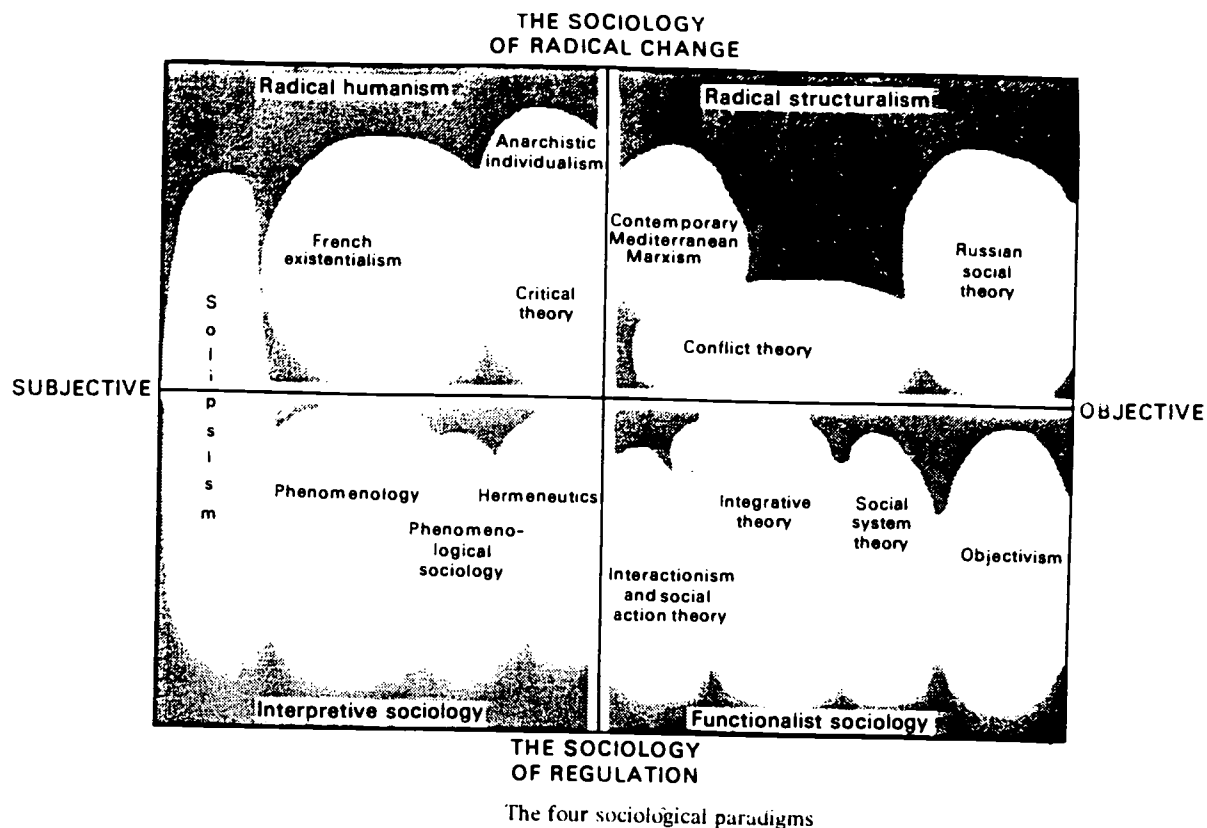 THE SOCIOLOGY
OF RADICAL CHANGE
Radical humanism
Radical structuralism
Anarchistic
individualism
French
existentialism
Critical
theory
Contemporary
Mediterranean
Marxism
Russian
social
theory
Conflict theory
Solipsism
SUBJECTIVE
OBJECTIVE
Phenomenology
Hermeneutics
Phenomeno-
logical
sociology
Integrative
theory
Social
system
theory
Objectivism
Interactionism
and social
action theory
Interpretive sociology
Functionalist sociology
THE SOCIOLOGY
OF REGULATION
The four sociological paradigms